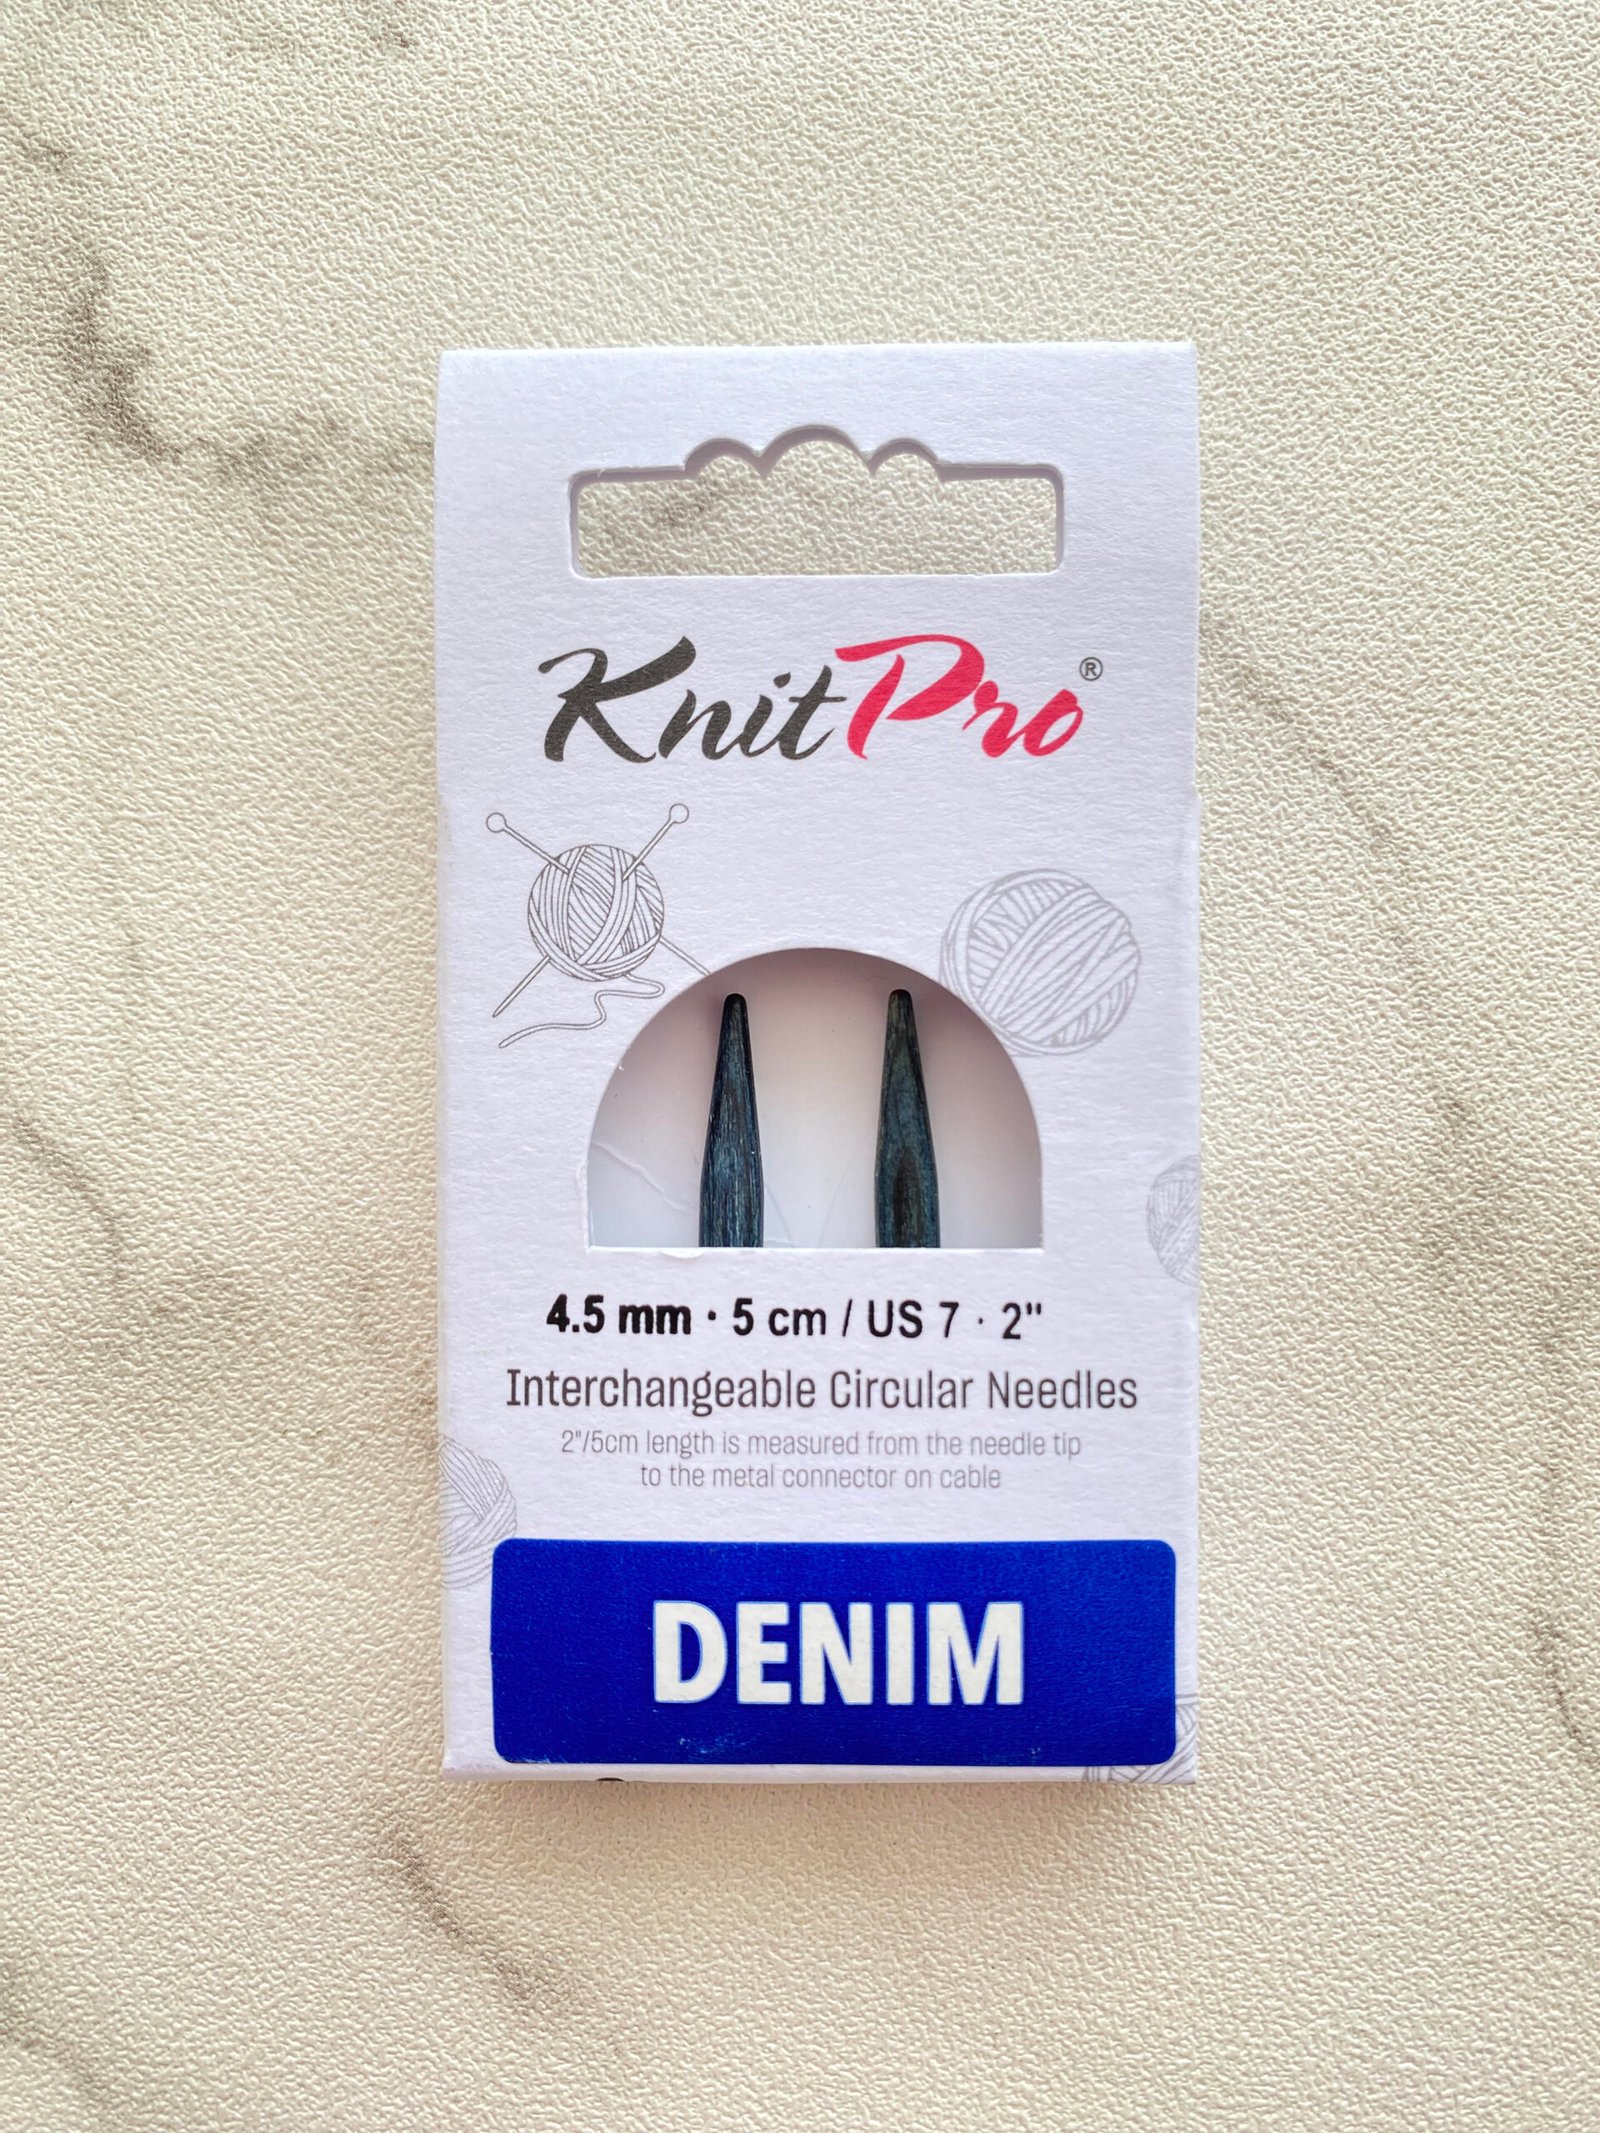 KnitPro®
4.5 mm · 5 cm / US 7 · 2"
Interchangeable Circular Needles
2"/5cm length is measured from the needle tip
to the metal connector on cable
DENIM